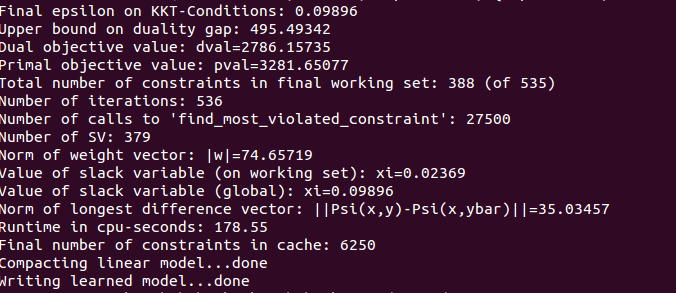 Final epsilon on KKT-Conditions: 0.09896
Upper bound on duality gap: 495.49342
Dual objective value: dval=2786.15735
Primal objective value: pval=3281.65077
Total number of constraints in final working set: 388 (of 535)
Number of iterations: 536
Number of calls to 'find_most_violated_constraint': 27500
Number of SV: 379
Norm of weight vector: |w|=74.65719
Value of slack variable (on working set): xi=0.02369
Value of slack variable (global): xi=0.09896
Norm of longest difference vector: ||Psi(x,y)-Psi(x,ybar)||=35.03457
Runtime in cpu-seconds: 178.55
Final number of constraints in cache: 6250
Compacting linear model...done
Writing learned model...done